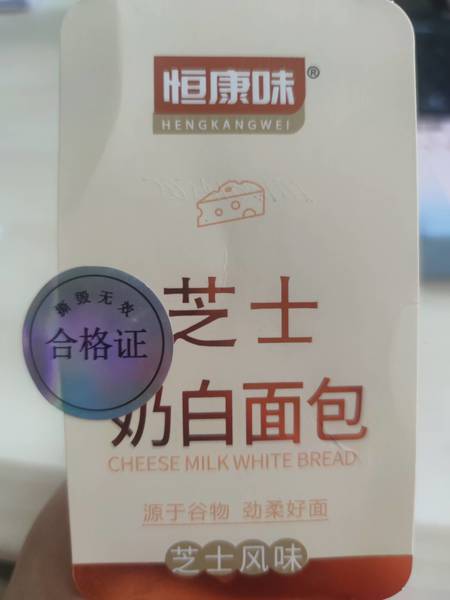 恒康味®
HENGKANGWEI
芝士
撕毁无效
合格证
奶白面包
CHEESE MILK WHITE BREAD
源于谷物 劲柔好面
芝士风味